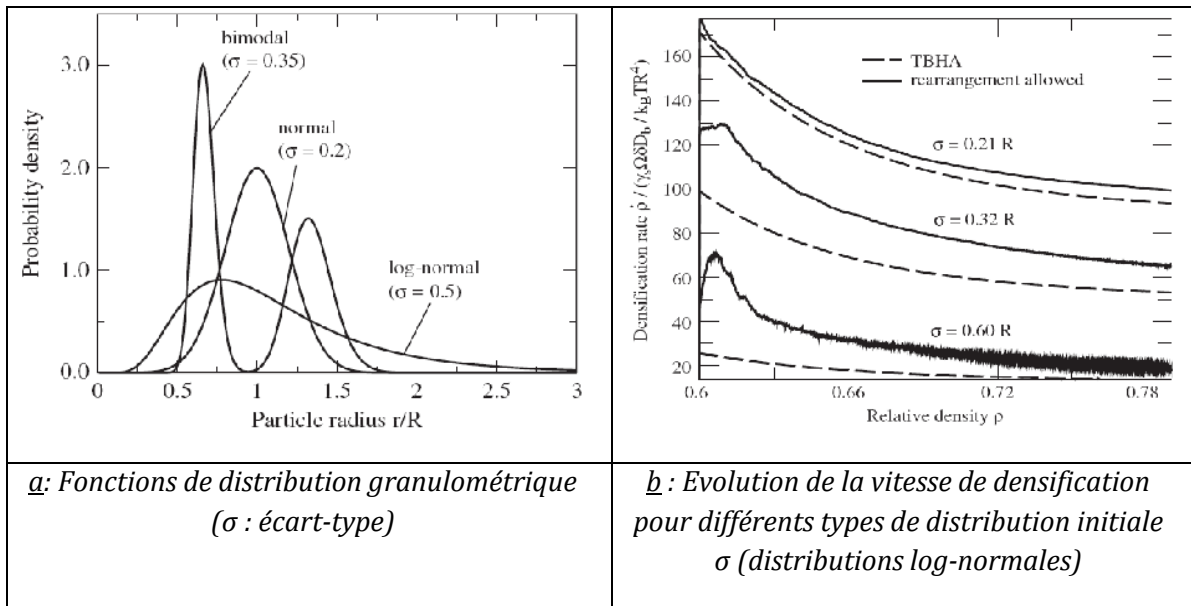 bimodal
(σ = 0.35)
3.0
normal
(σ = 0.2)
2.0
log-normal
(σ = 0.5)
1.0
0.0
0
0.5
1
1.5
2
2.5
3
Probability density
Particle radius r/R
160
140
120
100
80
60
40
20
TBHA
rearrangement allowed
σ = 0.21 R
σ = 0.32 R
σ = 0.60 R
0.6
0.66
0.72
0.78
Densification rate ρ̇ / (γsΩδDb / kBTR⁴)
Relative density ρ
a: Fonctions de distribution granulométrique
(σ : écart-type)
b : Evolution de la vitesse de densification
pour différents types de distribution initiale
σ (distributions log-normales)